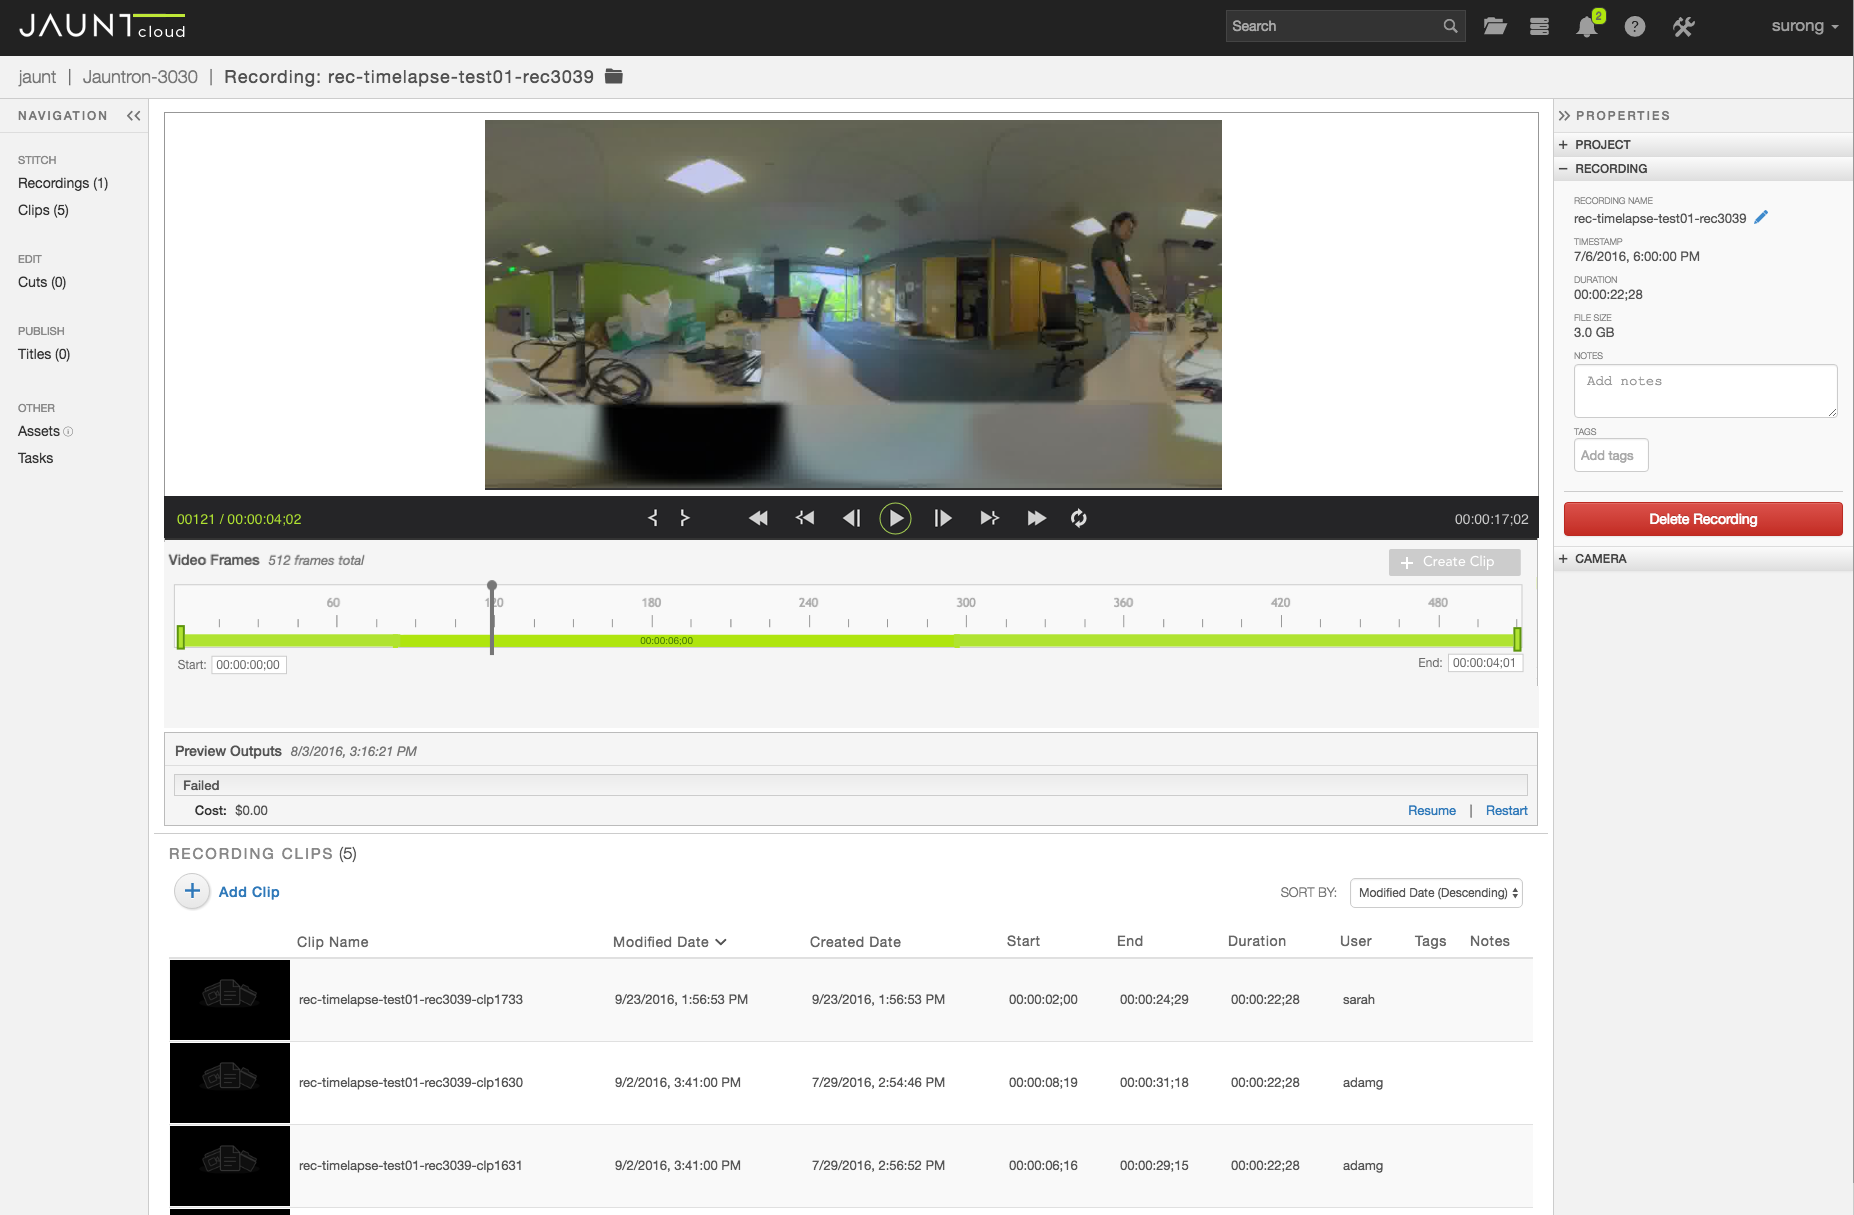 JAUNT cloud
Search
2
surong
jaunt | Jauntron-3030 | Recording: rec-timelapse-test01-rec3039
NAVIGATION
STITCH
Recordings (1)
Clips (5)
EDIT
Cuts (0)
PUBLISH
Titles (0)
OTHER
Assets
Tasks
00121 / 00:00:04;02
00:00:17;02
Video Frames 512 frames total
+ Create Clip
60 120 180 240 300 360 420 480
00:00:06;00
Start: 00:00:00;00
End: 00:00:04;01
Preview Outputs 8/3/2016, 3:16:21 PM
Failed
Cost: $0.00
Resume | Restart
RECORDING CLIPS (5)
+ Add Clip
SORT BY: Modified Date (Descending)
Clip Name Modified Date Created Date Start End Duration User Tags Notes
rec-timelapse-test01-rec3039-clp1733 9/23/2016, 1:56:53 PM 9/23/2016, 1:56:53 PM 00:00:02;00 00:00:24;29 00:00:22;28 sarah
rec-timelapse-test01-rec3039-clp1630 9/2/2016, 3:41:00 PM 7/29/2016, 2:54:46 PM 00:00:08;19 00:00:31;18 00:00:22;28 adamg
rec-timelapse-test01-rec3039-clp1631 9/2/2016, 3:41:00 PM 7/29/2016, 2:56:52 PM 00:00:06;16 00:00:29;15 00:00:22;28 adamg
PROPERTIES
+ PROJECT
− RECORDING
RECORDING NAME
rec-timelapse-test01-rec3039
TIMESTAMP
7/6/2016, 6:00:00 PM
DURATION
00:00:22;28
FILE SIZE
3.0 GB
NOTES
Add notes
TAGS
Add tags
Delete Recording
+ CAMERA